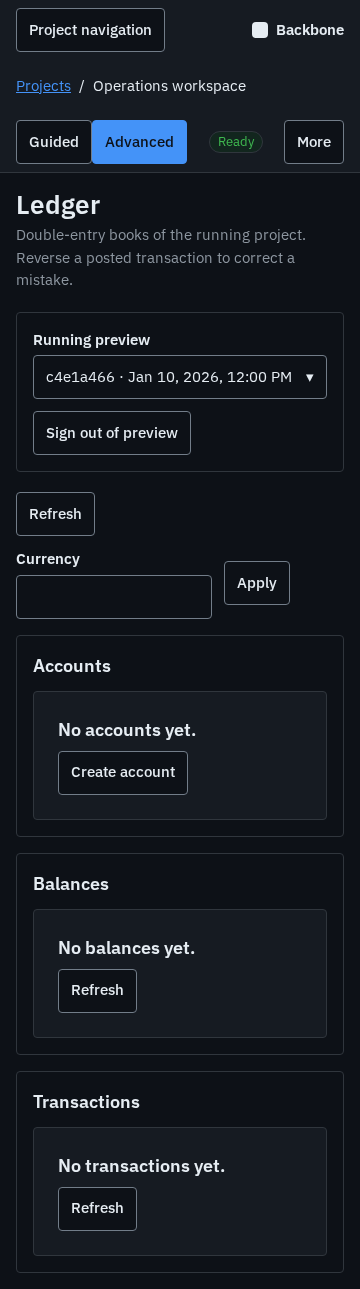 Project navigation
Backbone
Projects / Operations workspace
Guided
Advanced
Ready
More
Ledger
Double-entry books of the running project.
Reverse a posted transaction to correct a
mistake.
Running preview
c4e1a466 · Jan 10, 2026, 12:00 PM ▾
Sign out of preview
Refresh
Currency
Apply
Accounts
No accounts yet.
Create account
Balances
No balances yet.
Refresh
Transactions
No transactions yet.
Refresh